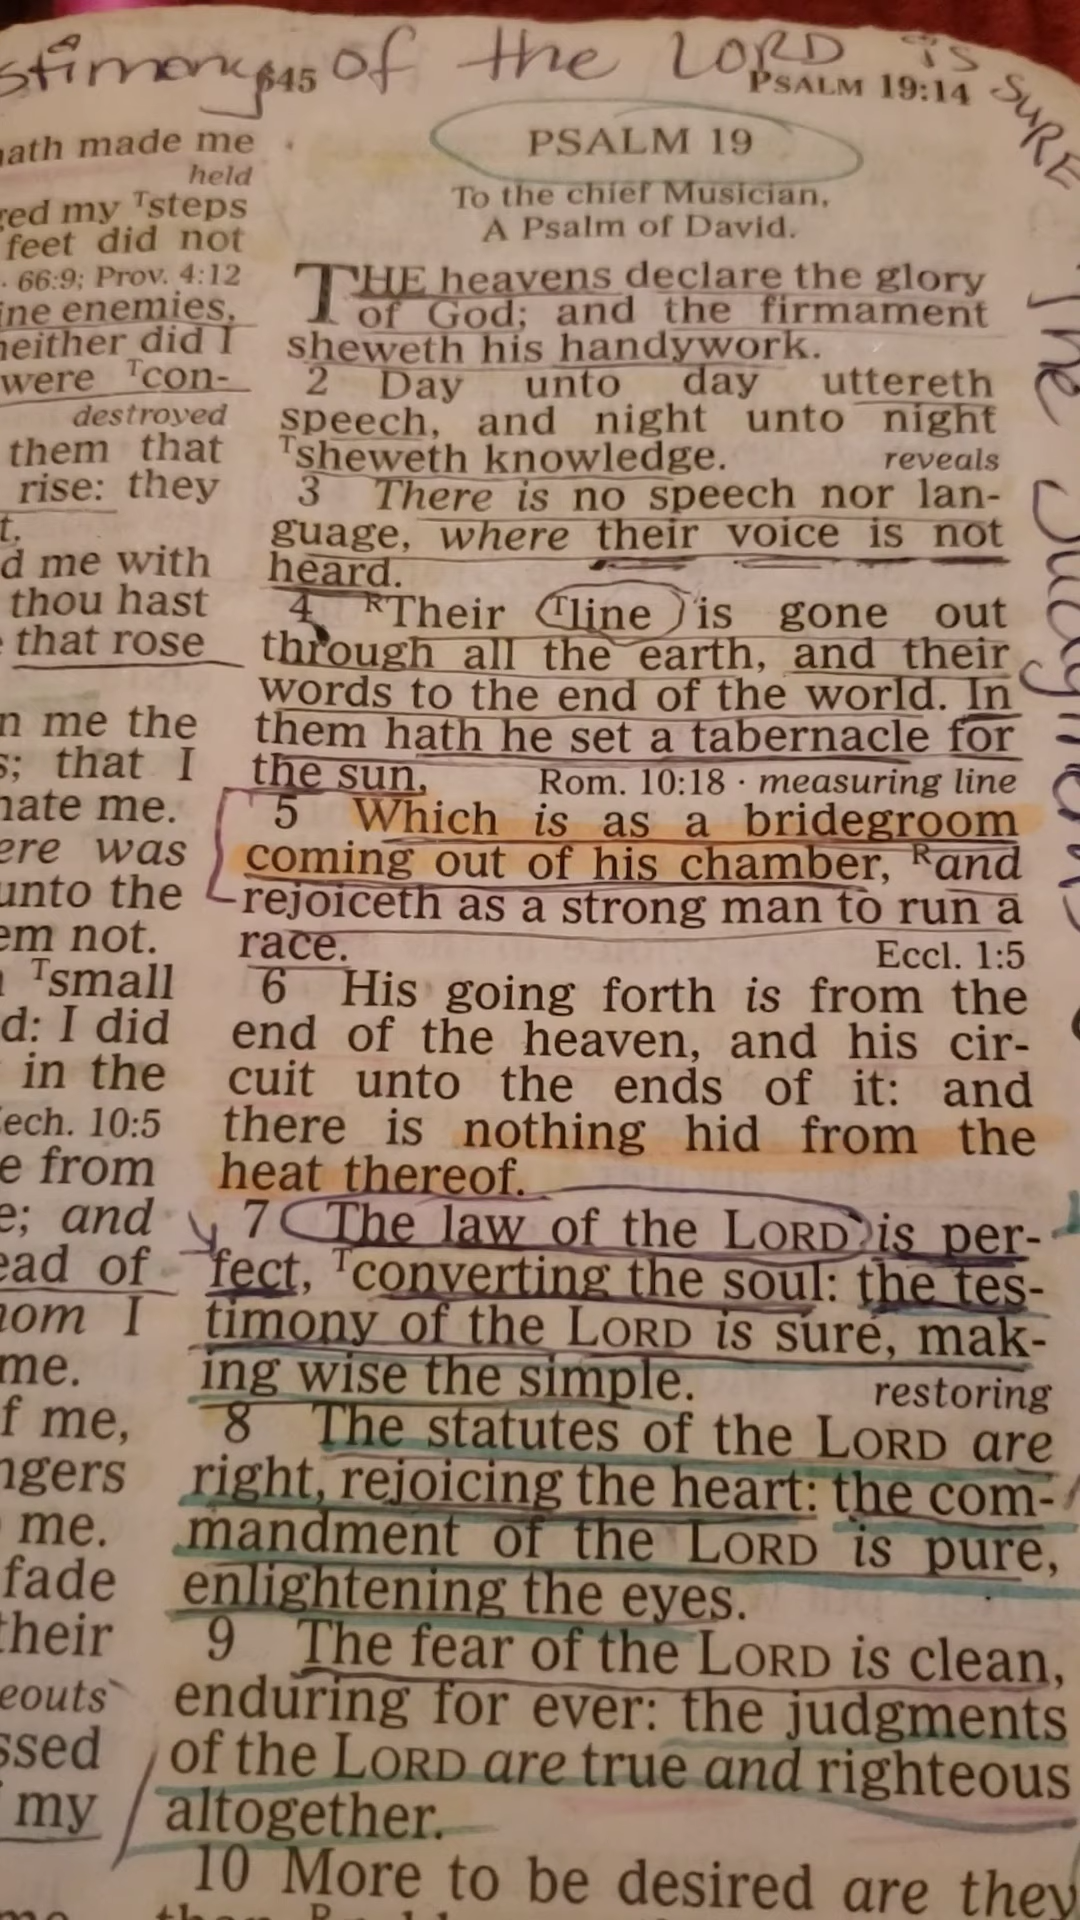 stimony of the LORD is SURE
645
PSALM 19:14
ath made me
held
ged my ᵀsteps
feet did not
66:9; Prov. 4:12
ine enemies,
neither did I
were ᵀcon-
destroyed
them that
rise: they
t.
d me with
thou hast
that rose
n me the
s; that I
hate me.
ere was
unto the
em not.
ᵀsmall
d: I did
in the
Zech. 10:5
e from
e; and
ead of
hom I
me.
f me,
ngers
me.
fade
their
eouts
ssed
my
PSALM 19
To the chief Musician,
A Psalm of David.
THE heavens declare the glory
of God; and the firmament
sheweth his handywork.
2 Day unto day uttereth
speech, and night unto night
ᵀsheweth knowledge. reveals
3 There is no speech nor lan-
guage, where their voice is not
heard.
4 ᴿTheir ᵀline is gone out
through all the earth, and their
words to the end of the world. In
them hath he set a tabernacle for
the sun, Rom. 10:18 · measuring line
5 Which is as a bridegroom
coming out of his chamber, ᴿand
rejoiceth as a strong man to run a
race. Eccl. 1:5
6 His going forth is from the
end of the heaven, and his cir-
cuit unto the ends of it: and
there is nothing hid from the
heat thereof.
7 The law of the LORD is per-
fect, ᵀconverting the soul: the tes-
timony of the LORD is sure, mak-
ing wise the simple. restoring
8 The statutes of the LORD are
right, rejoicing the heart: the com-
mandment of the LORD is pure,
enlightening the eyes.
9 The fear of the LORD is clean,
enduring for ever: the judgments
of the LORD are true and righteous
altogether.
10 More to be desired are they
The Judgments